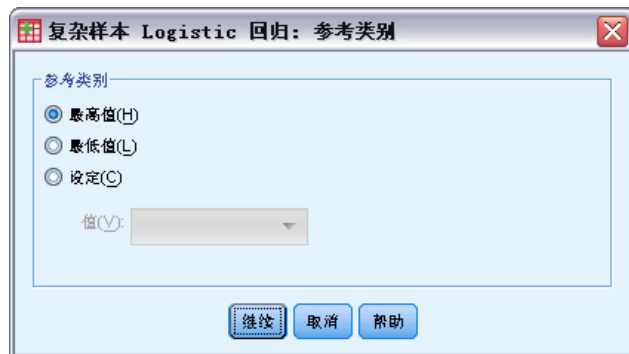 复杂样本 Logistic 回归: 参考类别
参考类别
最高值(H)
最低值(L)
设定(C)
值(V):
继续 取消 帮助